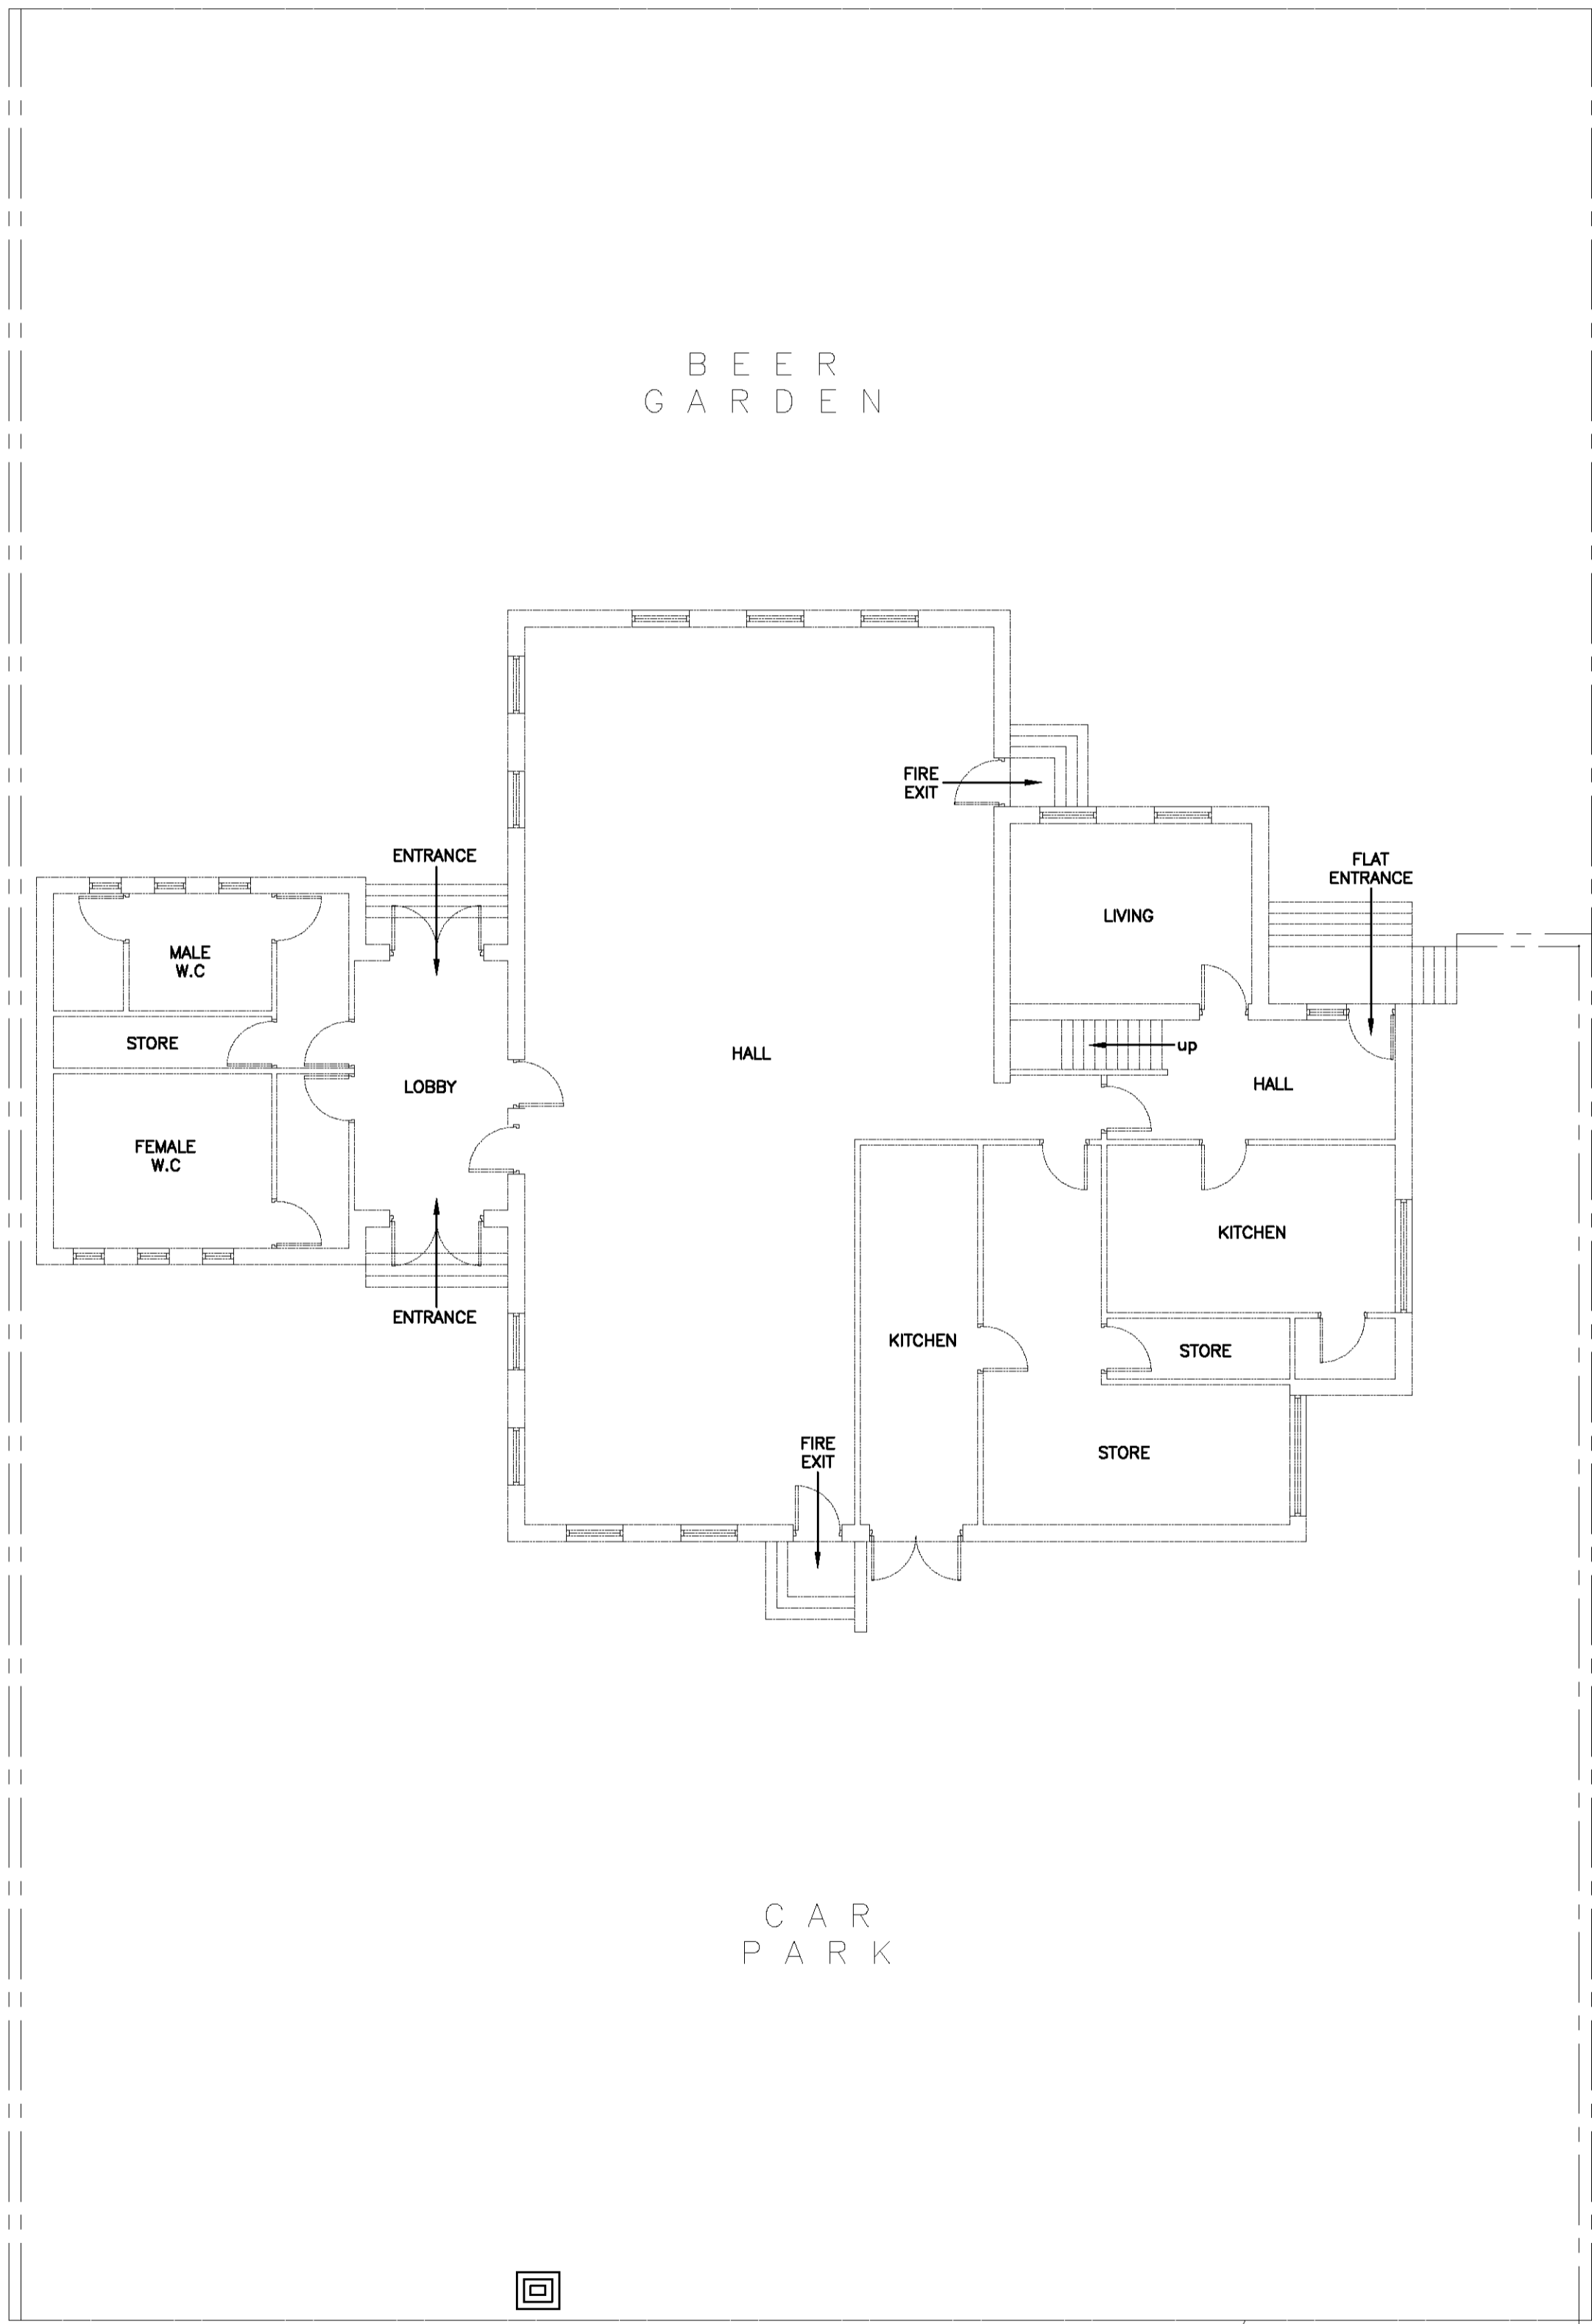 BEER
GARDEN
FIRE
EXIT
ENTRANCE
FLAT
ENTRANCE
LIVING
MALE
W.C
STORE
HALL
up
LOBBY
HALL
FEMALE
W.C
KITCHEN
ENTRANCE
KITCHEN
STORE
FIRE
EXIT
STORE
CAR
PARK